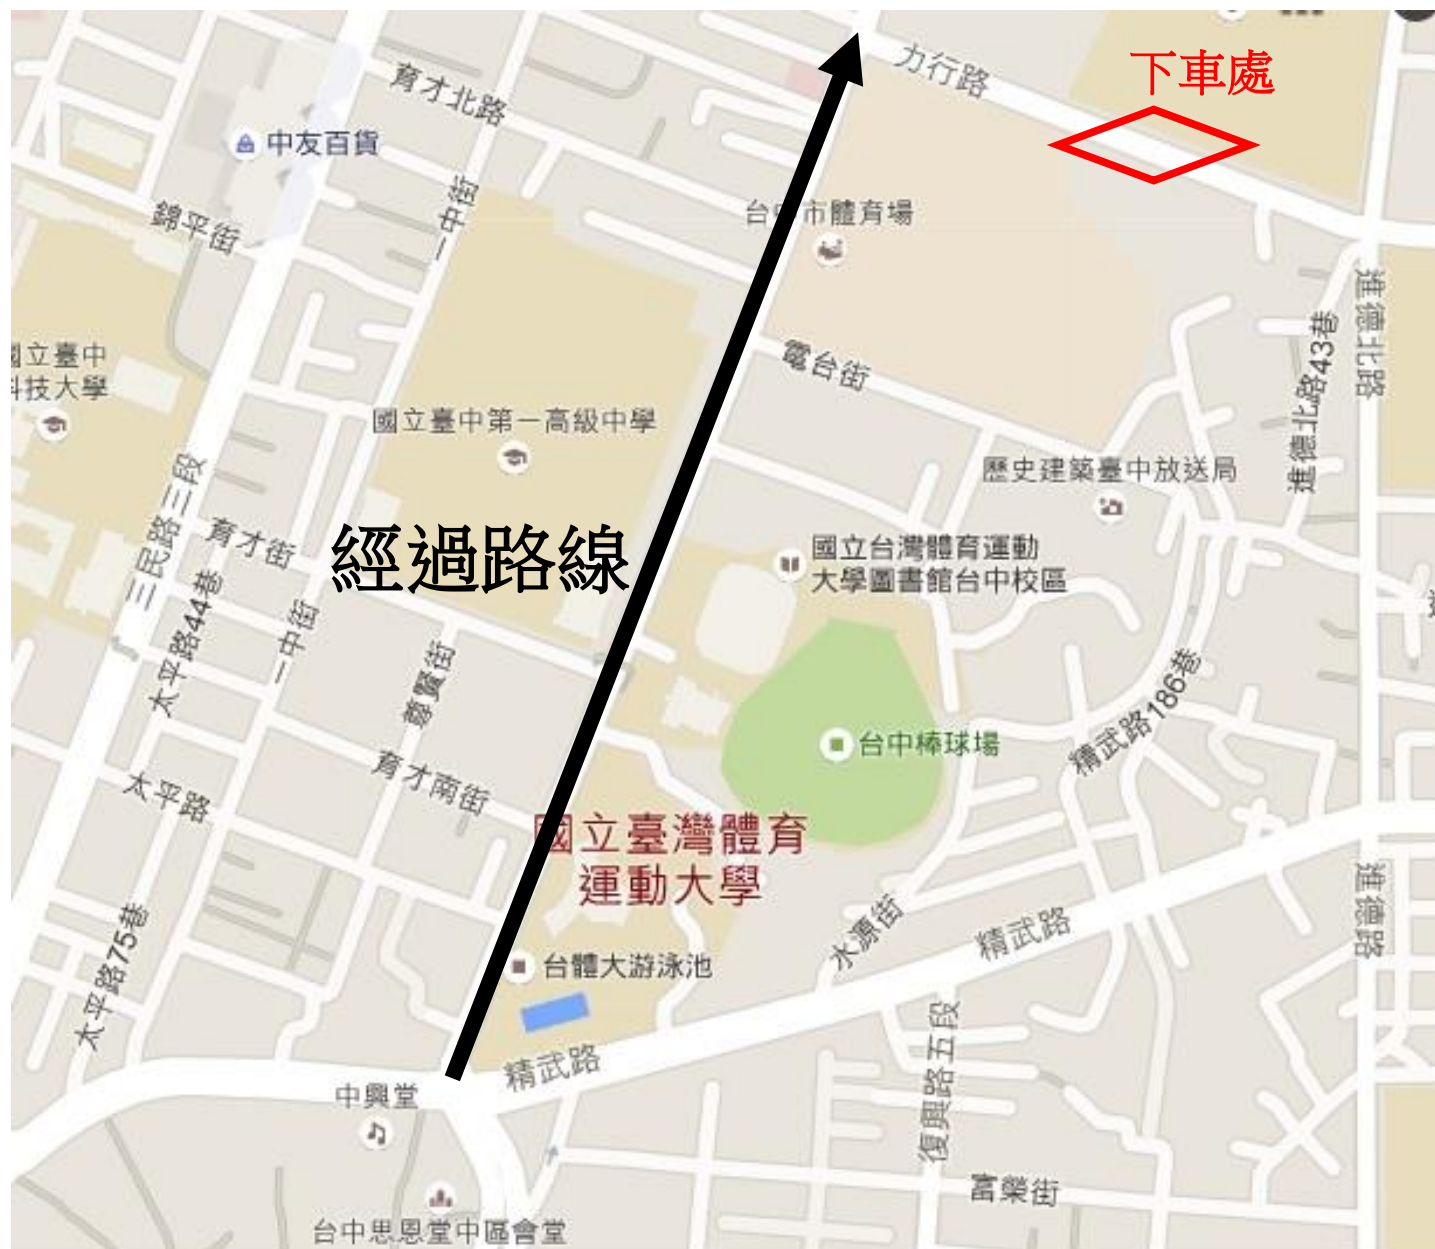 力行路
下車處
育才北路
中友百貨
一中街
錦平街
台中市體育場
進德北路
進德北路43巷
國立臺中
科技大學
電台街
國立臺中第一高級中學
歷史建築臺中放送局
三民路三段
育才街
經過路線
國立台灣體育運動
大學圖書館台中校區
太平路44巷
一中街
尊賢街
精武路186巷
台中棒球場
育才南街
太平路
國立臺灣體育
運動大學
進德路
水源街
精武路
太平路75巷
台體大游泳池
復興路五段
精武路
中興堂
富榮街
台中思恩堂中區會堂